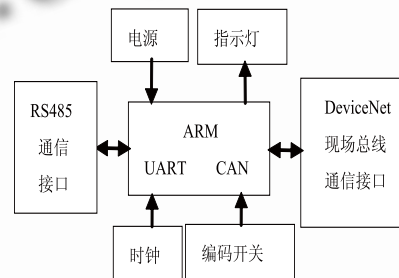 电源
指示灯
RS485
通信
接口
ARM
UART CAN
DeviceNet
现场总线
通信接口
时钟
编码开关